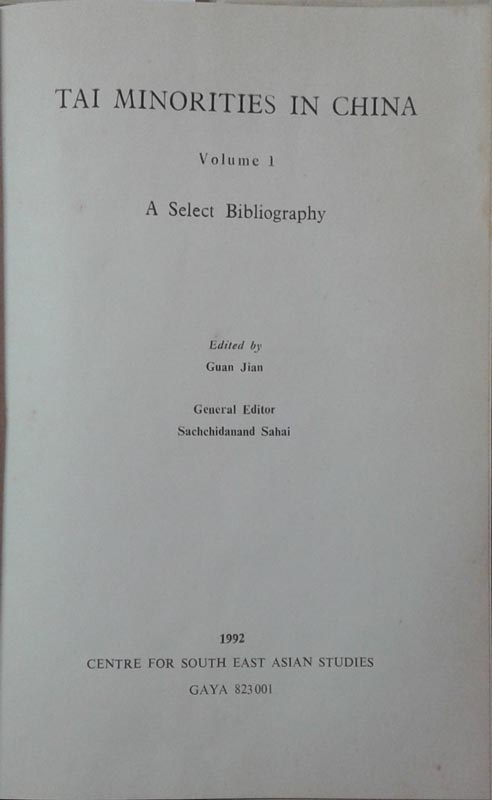 TAI MINORITIES IN CHINA
Volume 1
A Select Bibliography
Edited by
Guan Jian
General Editor
Sachchidanand Sahai
1992
CENTRE FOR SOUTH EAST ASIAN STUDIES
GAYA 823001